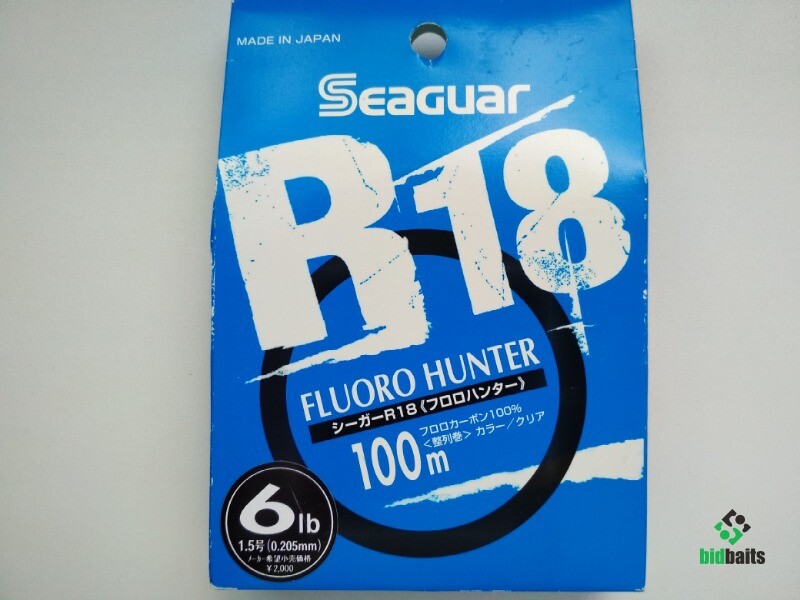 MADE IN JAPAN
Seaguar
R18
FLUORO HUNTER
シーガーR18《フロロハンター》
100m
フロロカーボン100%
<整列巻> カラー/クリア
6lb
1.5号(0.205mm)
メーカー希望小売価格
¥2,000
bidbaits